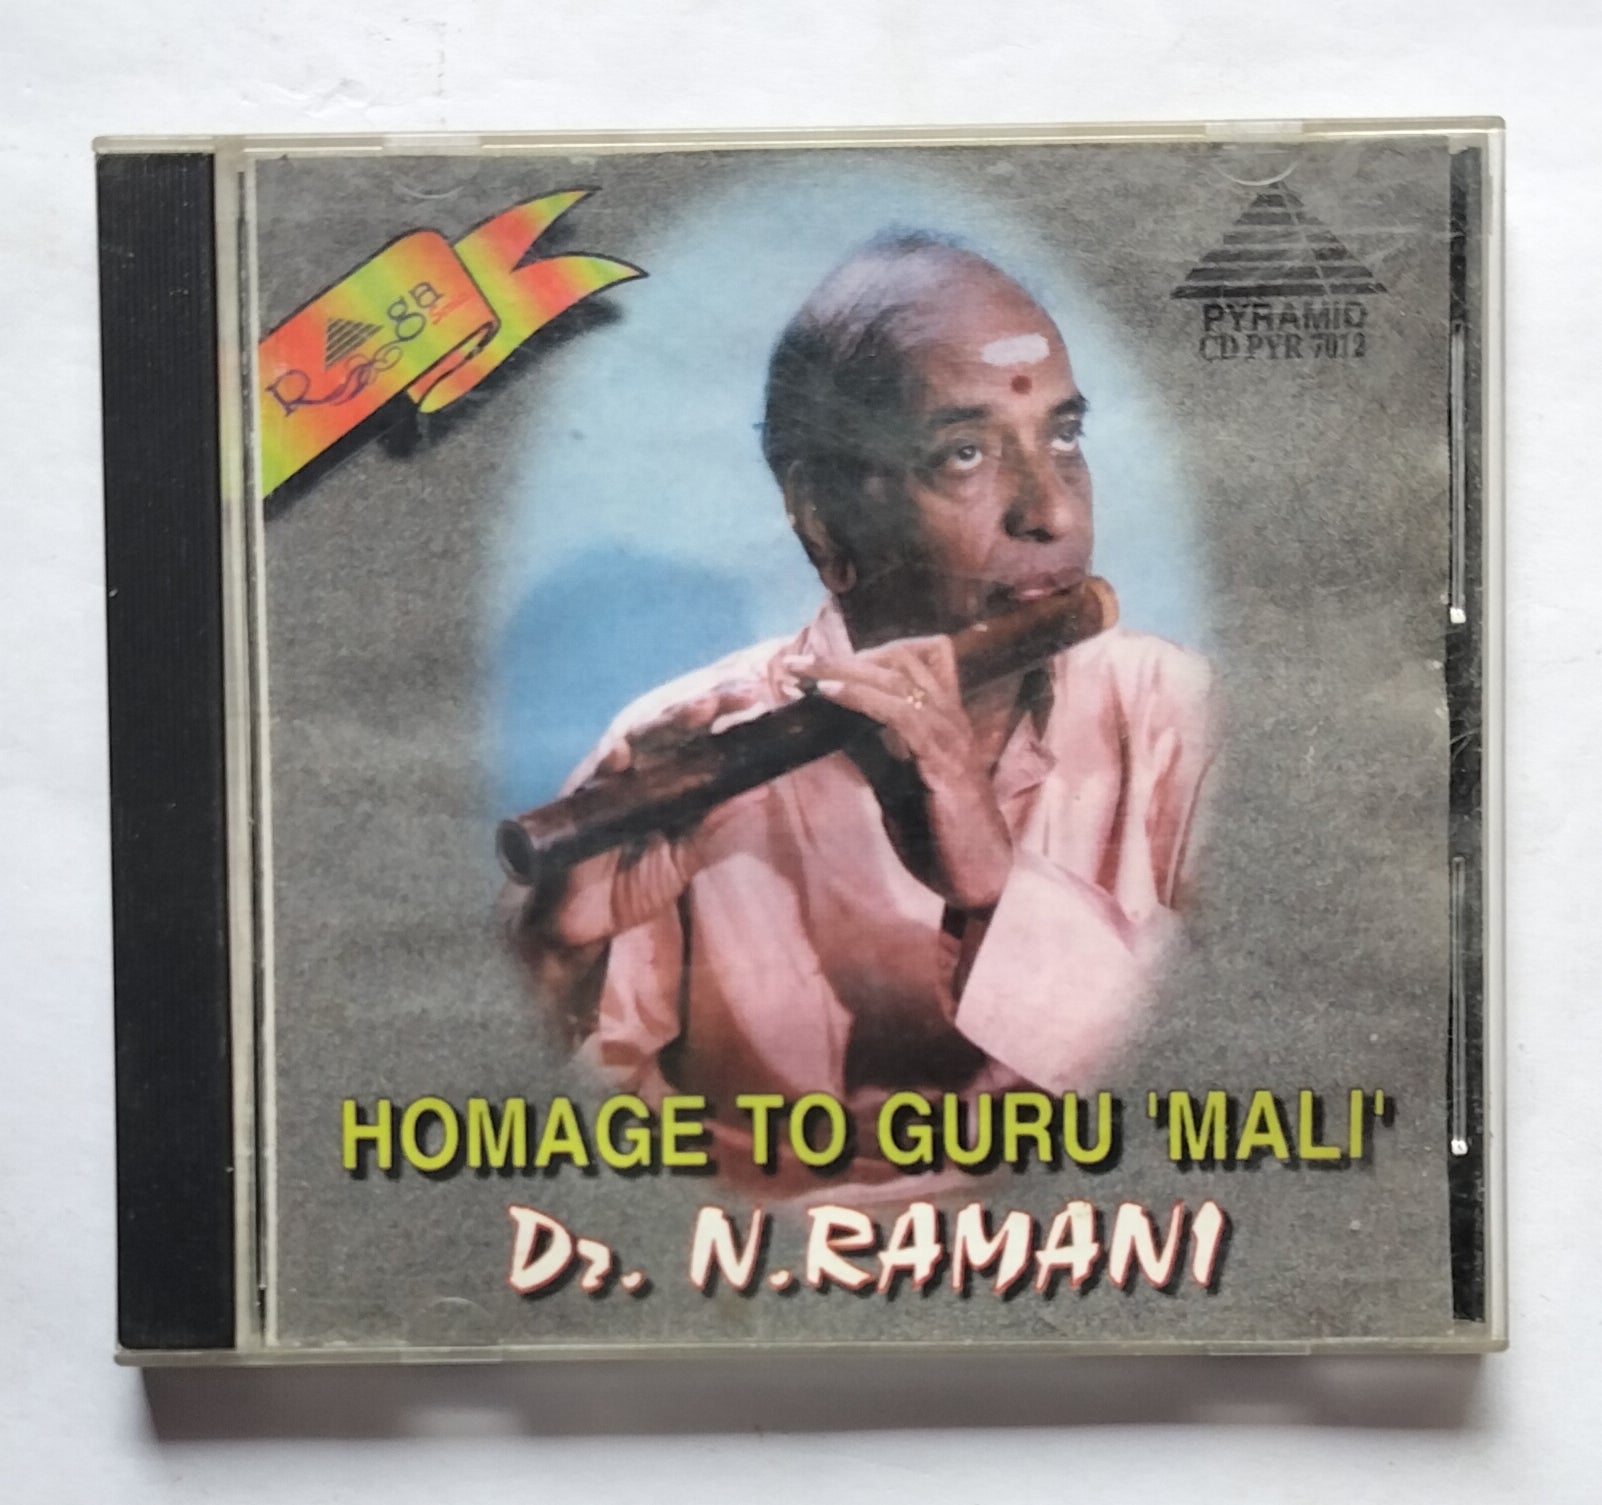 Raga
PYRAMID
CD PYR 7012
HOMAGE TO GURU 'MALI'
Dr. N.RAMANI